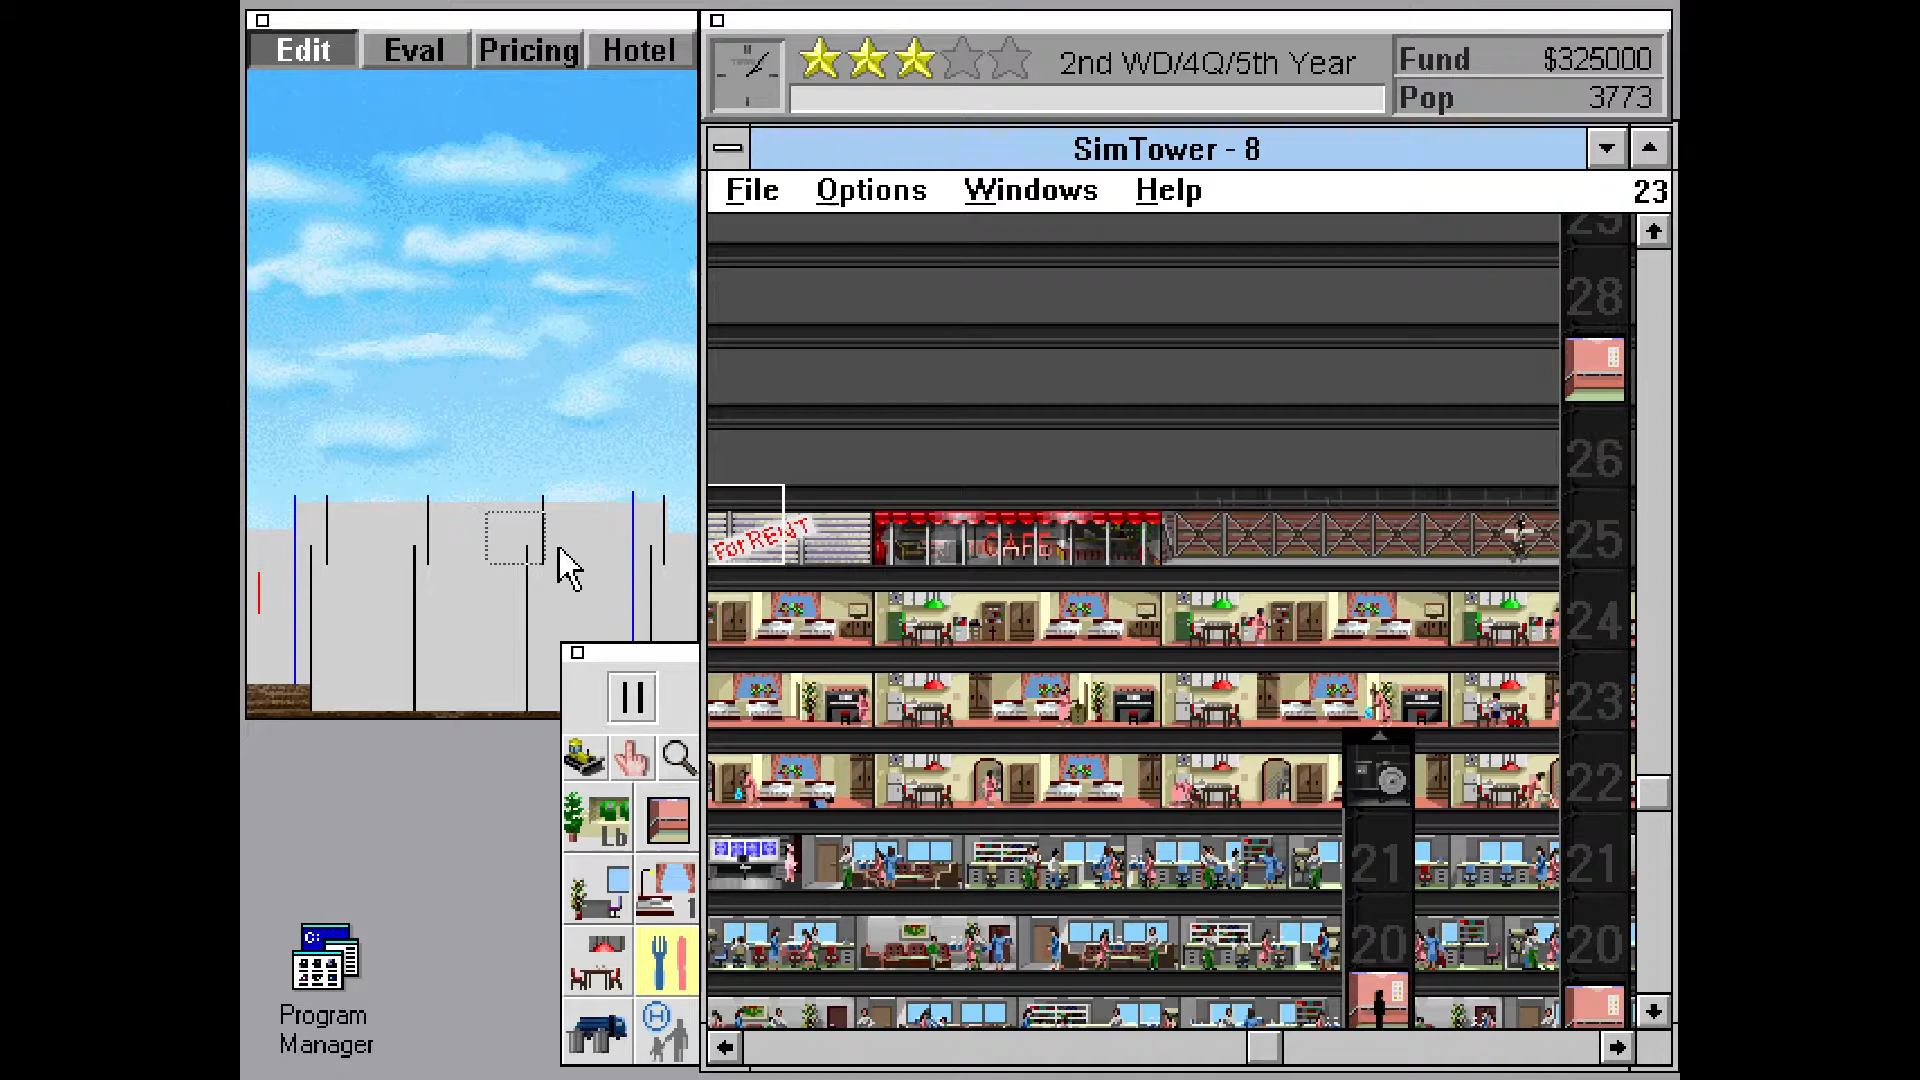 Edit Eval Pricing Hotel
2nd WD/4Q/5th Year
Fund $325000
Pop 3773
SimTower - 8
File Options Windows Help 23
29
28
26
For RENT
CAFE
25
24
23
22
21 21
20 20
Lb
1
H
C:\
Program
Manager